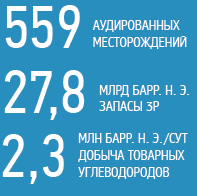 559 АУДИРОВАННЫХ
МЕСТОРОЖДЕНИЙ
27,8 МЛРД БАРР. Н. Э.
ЗАПАСЫ 3P
2,3 МЛН БАРР. Н. Э./СУТ
ДОБЫЧА ТОВАРНЫХ
УГЛЕВОДОРОДОВ